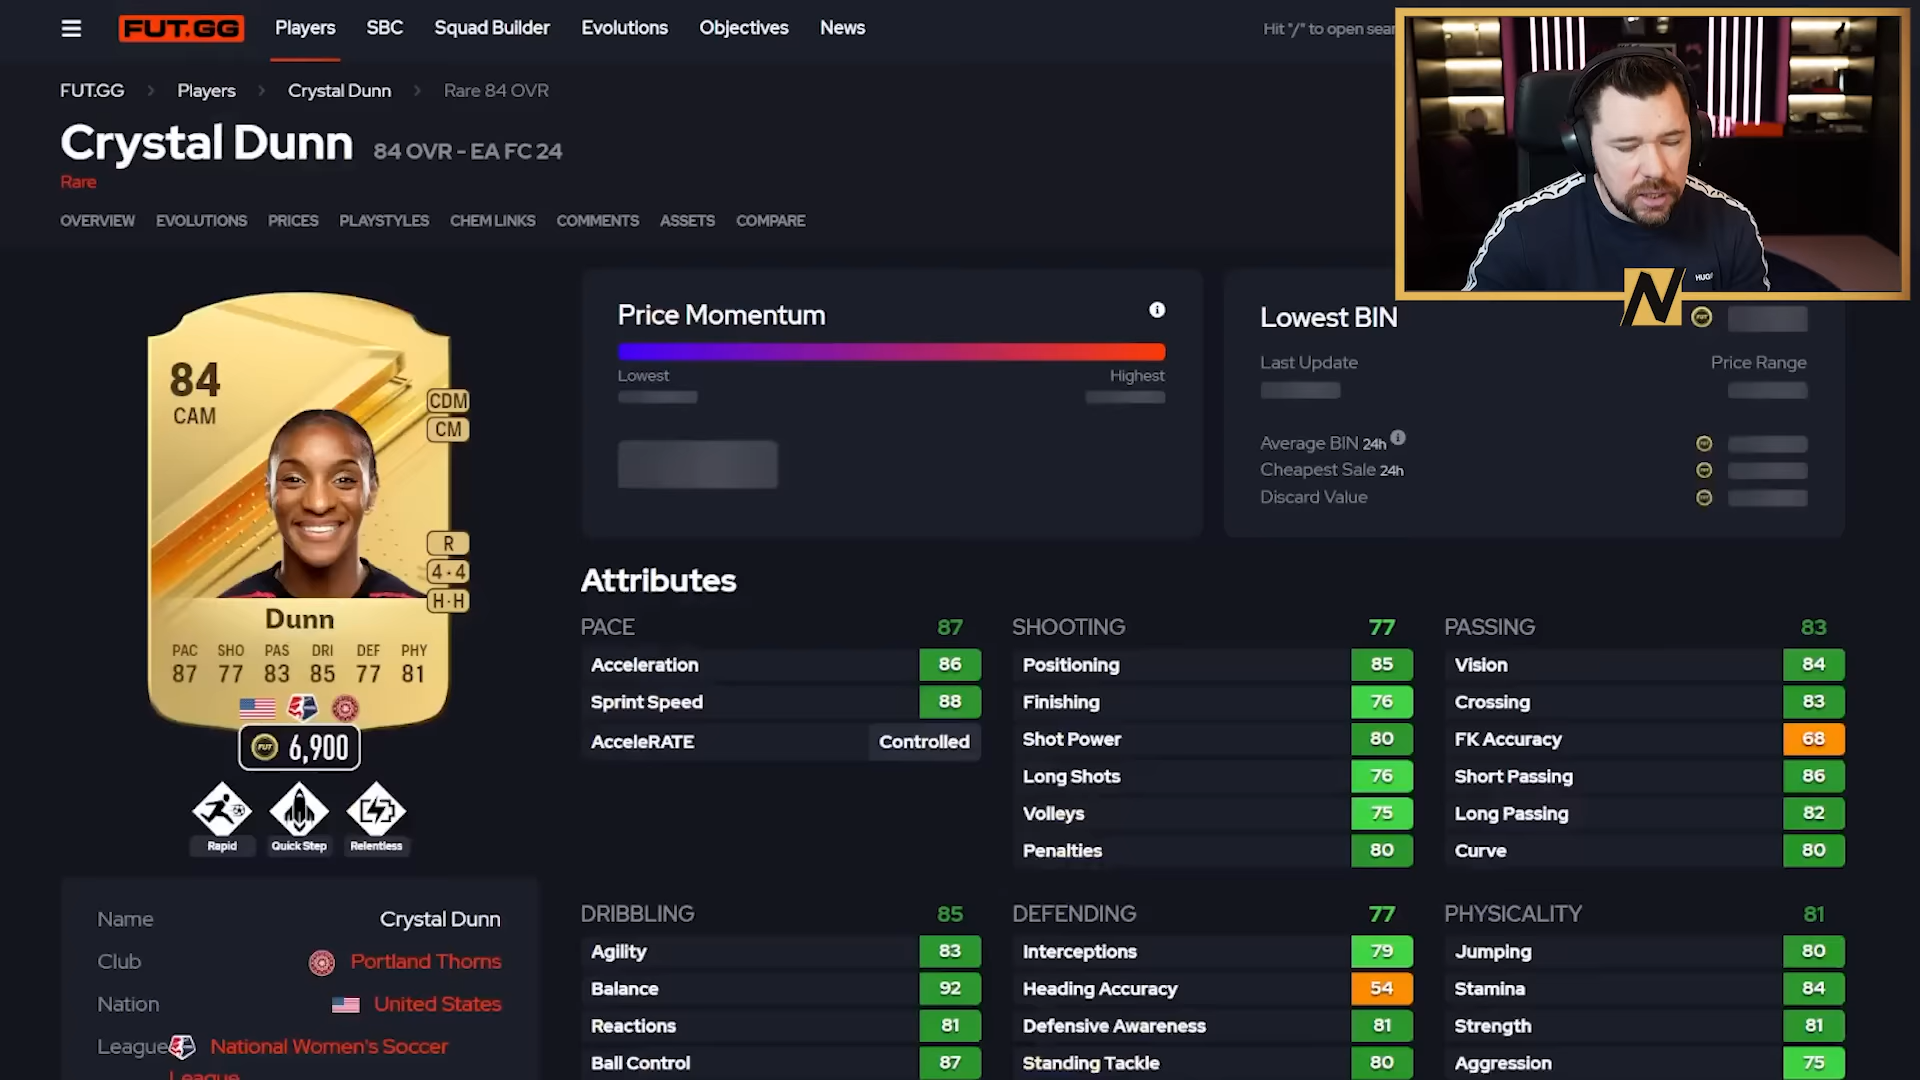 FUT.GG
Players
SBC
Squad Builder
Evolutions
Objectives
News
Hit "/" to open sear
FUT.GG
Players
Crystal Dunn
Rare 84 OVR
Crystal Dunn
84 OVR - EA FC 24
Rare
OVERVIEW
EVOLUTIONS
PRICES
PLAYSTYLES
CHEM LINKS
COMMENTS
ASSETS
COMPARE
HUGO
N
84
CAM
CDM
CM
R
4·4
H·H
Dunn
PAC SHO PAS DRI DEF PHY
87 77 83 85 77 81
FUT 6,900
Rapid
Quick Step
Relentless
Name
Crystal Dunn
Club
Portland Thorns
Nation
United States
League
National Women's Soccer
League
Price Momentum
Lowest
Highest
Lowest BIN
Last Update
Price Range
Average BIN 24h
Cheapest Sale 24h
Discard Value
Attributes
PACE 87
Acceleration 86
Sprint Speed 88
AcceleRATE Controlled
SHOOTING 77
Positioning 85
Finishing 76
Shot Power 80
Long Shots 76
Volleys 75
Penalties 80
PASSING 83
Vision 84
Crossing 83
FK Accuracy 68
Short Passing 86
Long Passing 82
Curve 80
DRIBBLING 85
Agility 83
Balance 92
Reactions 81
Ball Control 87
DEFENDING 77
Interceptions 79
Heading Accuracy 54
Defensive Awareness 81
Standing Tackle 80
PHYSICALITY 81
Jumping 80
Stamina 84
Strength 81
Aggression 75